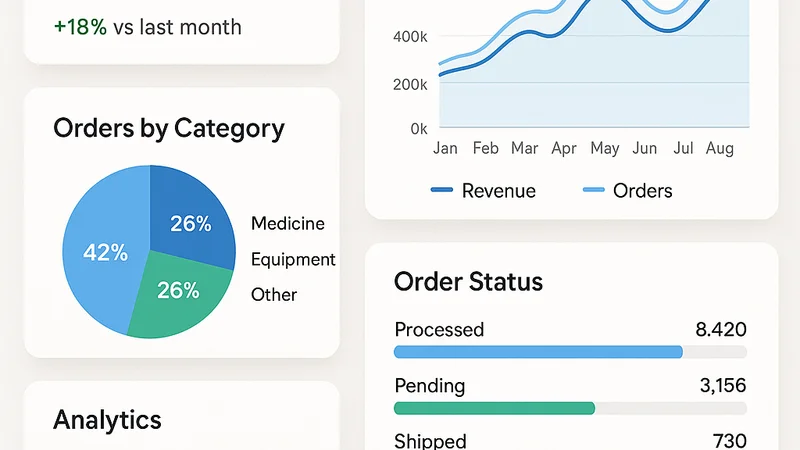 +18% vs last month
Orders by Category
26%
42%
26%
Medicine
Equipment
Other
Analytics
400k
200k
0k
Jan Feb Mar Apr May Jun Jul Aug
Revenue Orders
Order Status
Processed 8.420
Pending 3,156
Shipped 730